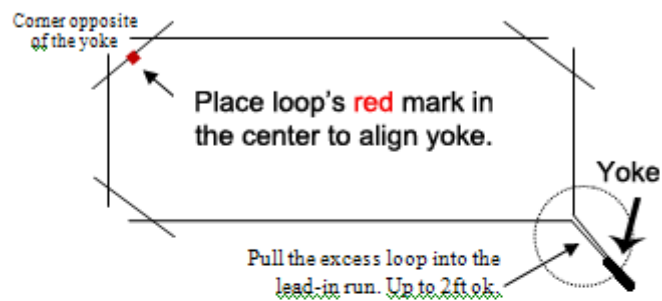 Corner opposite
of the yoke
Place loop's red mark in
the center to align yoke.
Yoke
Pull the excess loop into the
lead-in run. Up to 2ft ok.